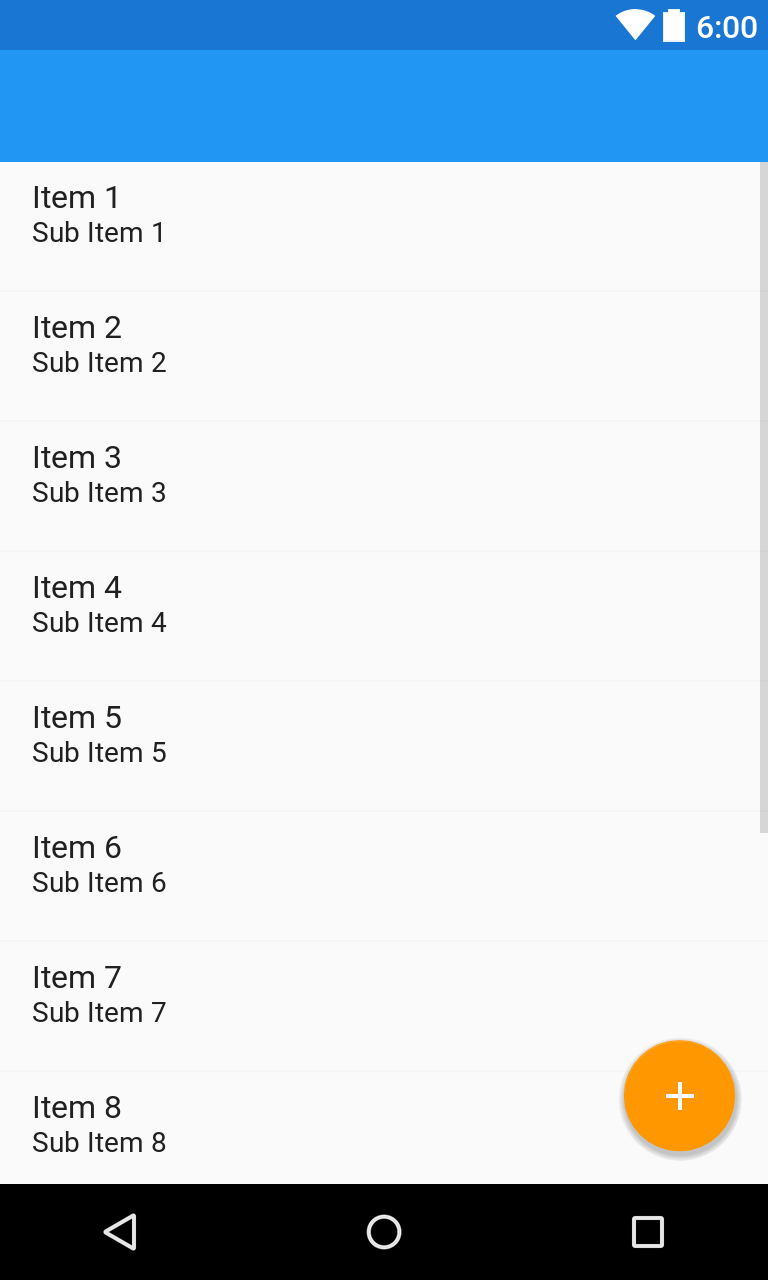 6:00
Item 1
Sub Item 1
Item 2
Sub Item 2
Item 3
Sub Item 3
Item 4
Sub Item 4
Item 5
Sub Item 5
Item 6
Sub Item 6
Item 7
Sub Item 7
Item 8
Sub Item 8